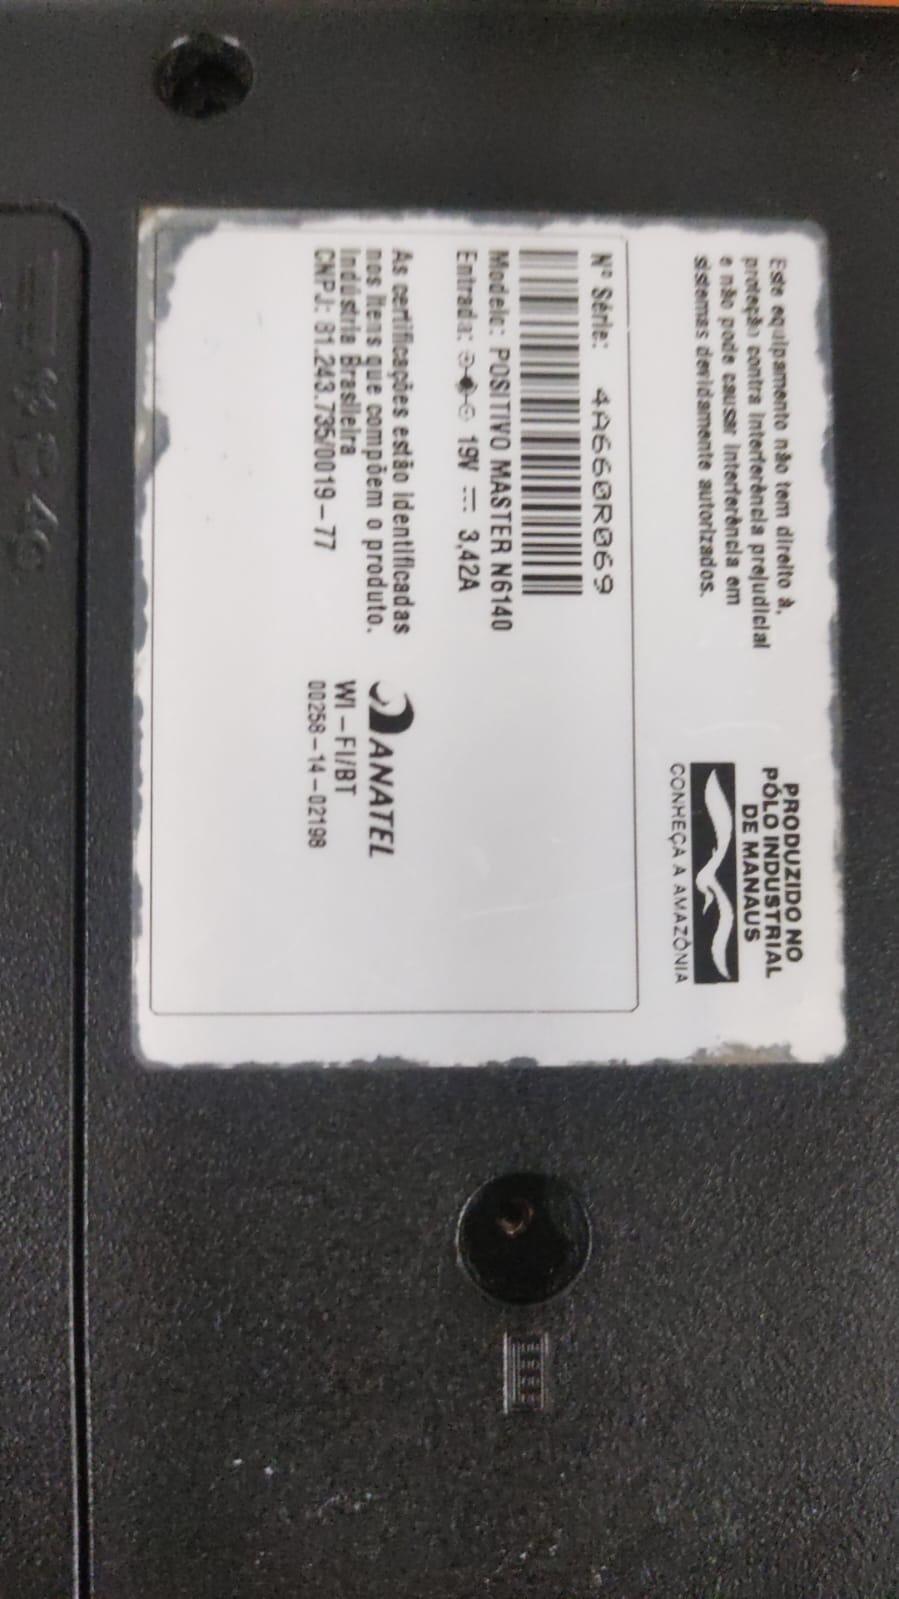 Este equipamento não tem direito à,
proteção contra interferência prejudicial
e não pode causar interferência em
sistemas devidamente autorizados.
PRODUZIDO NO
PÓLO INDUSTRIAL
DE MANAUS
CONHEÇA A AMAZÔNIA
Nº Série: 4A660R069
Modelo: POSITIVO MASTER N6140
Entrada: 19V 3,42A
As certificações estão identificadas
nos itens que compõem o produto.
Indústria Brasileira
CNPJ: 81.243.735/0019-77
ANATEL
WI-FI/BT
00258-14-02198